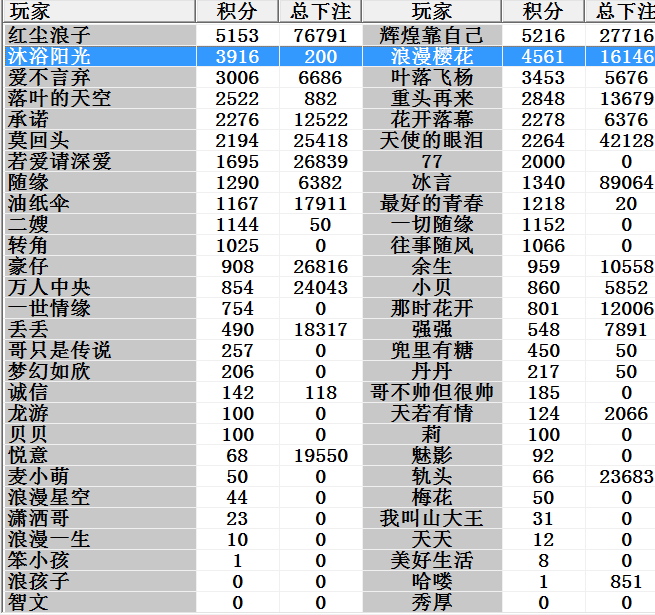 玩家 积分 总下注 玩家 积分 总下注
红尘浪子 5153 76791 辉煌靠自己 5216 27716
沐浴阳光 3916 200 浪漫樱花 4561 16146
爱不言弃 3006 6686 叶落飞杨 3453 5676
落叶的天空 2522 882 重头再来 2848 13679
承诺 2276 12522 花开落幕 2278 6376
莫回头 2194 25418 天使的眼泪 2264 42128
若爱请深爱 1695 26839 77 2000 0
随缘 1290 6382 冰言 1340 89064
油纸伞 1167 17911 最好的青春 1218 20
二嫂 1144 50 一切随缘 1152 0
转角 1025 0 往事随风 1066 0
豪仔 908 26816 余生 959 10558
万人中央 854 24043 小贝 860 5852
一世情缘 754 0 那时花开 801 12006
丢丢 490 18317 强强 548 7891
哥只是传说 257 0 兜里有糖 450 50
梦幻如欣 206 0 丹丹 217 50
诚信 142 118 哥不帅但很帅 185 0
龙游 100 0 天若有情 124 2066
贝贝 100 0 莉 100 0
悦意 68 19550 魅影 92 0
麦小萌 50 0 轨头 66 23683
浪漫星空 44 0 梅花 50 0
潇洒哥 23 0 我叫山大王 31 0
浪漫一生 10 0 天天 12 0
笨小孩 1 0 美好生活 8 0
浪孩子 0 0 哈喽 1 851
智文 0 0 秀厚 0 0